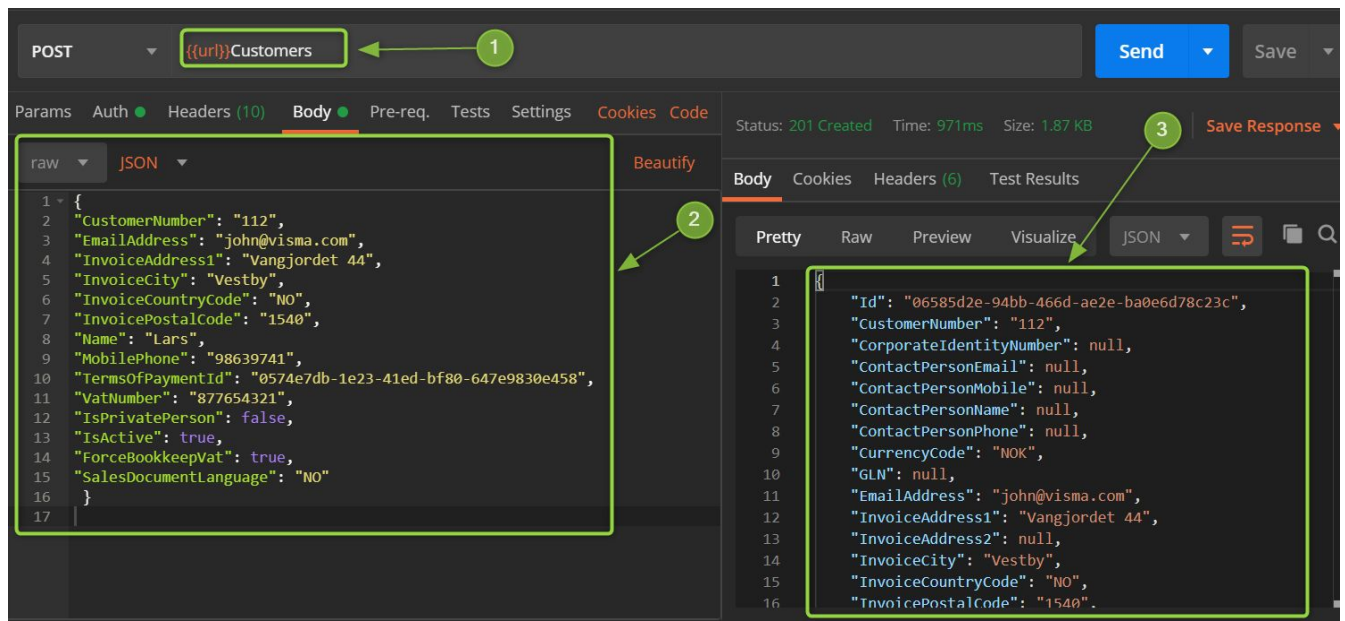 POST {{url}}Customers 1 Send Save
Params Auth Headers (10) Body Pre-req. Tests Settings Cookies Code
raw JSON Beautify
1 {
2 "CustomerNumber": "112",
3 "EmailAddress": "john@visma.com",
4 "InvoiceAddress1": "Vangjordet 44",
5 "InvoiceCity": "Vestby",
6 "InvoiceCountryCode": "NO",
7 "InvoicePostalCode": "1540",
8 "Name": "Lars",
9 "MobilePhone": "98639741",
10 "TermsOfPaymentId": "0574e7db-1e23-41ed-bf80-647e9830e458",
11 "VatNumber": "877654321",
12 "IsPrivatePerson": false,
13 "IsActive": true,
14 "ForceBookkeepVat": true,
15 "SalesDocumentLanguage": "NO"
16 }
17
2
Status: 201 Created Time: 971ms Size: 1.87 KB 3 Save Response
Body Cookies Headers (6) Test Results
Pretty Raw Preview Visualize JSON
1 {
2 "Id": "06585d2e-94bb-466d-ae2e-ba0e6d78c23c",
3 "CustomerNumber": "112",
4 "CorporateIdentityNumber": null,
5 "ContactPersonEmail": null,
6 "ContactPersonMobile": null,
7 "ContactPersonName": null,
8 "ContactPersonPhone": null,
9 "CurrencyCode": "NOK",
10 "GLN": null,
11 "EmailAddress": "john@visma.com",
12 "InvoiceAddress1": "Vangjordet 44",
13 "InvoiceAddress2": null,
14 "InvoiceCity": "Vestby",
15 "InvoiceCountryCode": "NO",
16 "InvoicePostalCode": "1540",